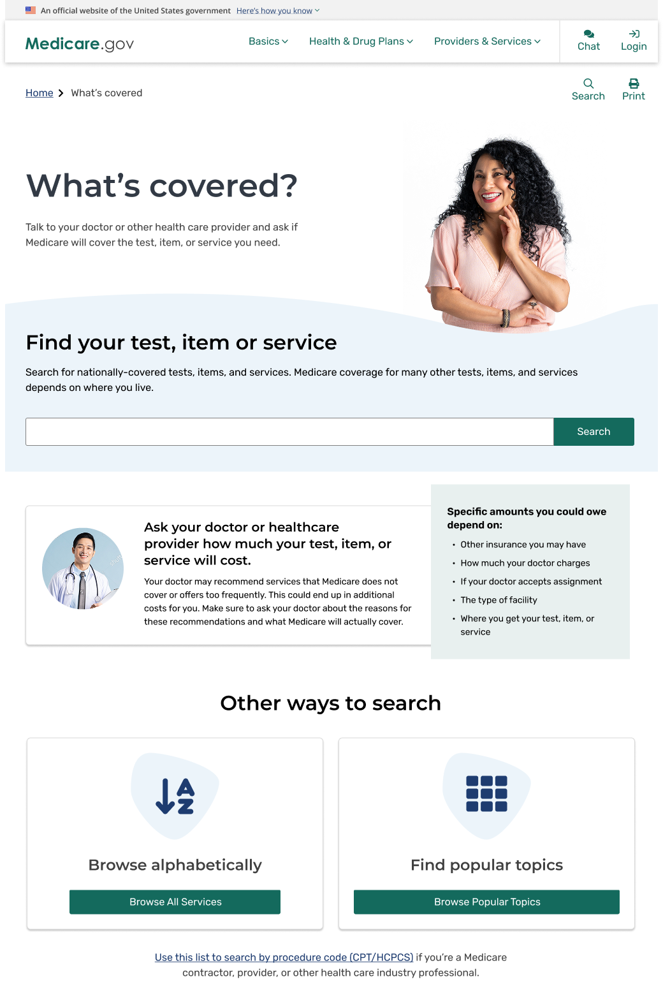 An official website of the United States government Here's how you know
Medicare.gov
Basics
Health & Drug Plans
Providers & Services
Chat
Login
Home
What's covered
Search
Print
What's covered?
Talk to your doctor or other health care provider and ask if
Medicare will cover the test, item, or service you need.
Find your test, item or service
Search for nationally-covered tests, items, and services. Medicare coverage for many other tests, items, and services
depends on where you live.
Search
Ask your doctor or healthcare
provider how much your test, item, or
service will cost.
Your doctor may recommend services that Medicare does not
cover or offers too frequently. This could end up in additional
costs for you. Make sure to ask your doctor about the reasons for
these recommendations and what Medicare will actually cover.
Specific amounts you could owe
depend on:
• Other insurance you may have
• How much your doctor charges
• If your doctor accepts assignment
• The type of facility
• Where you get your test, item, or
service
Other ways to search
A
Z
Browse alphabetically
Browse All Services
Find popular topics
Browse Popular Topics
Use this list to search by procedure code (CPT/HCPCS) if you're a Medicare
contractor, provider, or other health care industry professional.